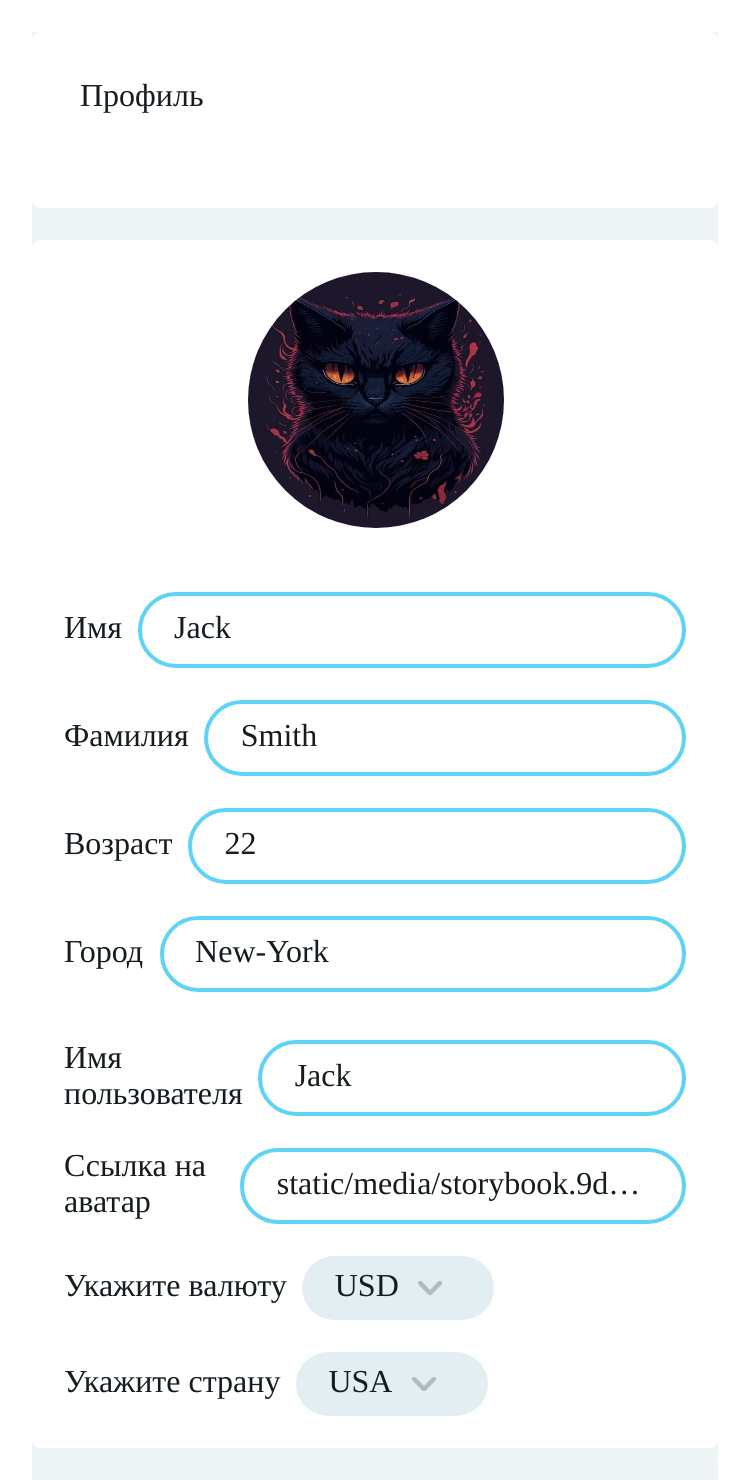 Профиль
Имя Jack
Фамилия Smith
Возраст 22
Город New-York
Имя
пользователя Jack
Ссылка на
аватар static/media/storybook.9d…
Укажите валюту USD
Укажите страну USA